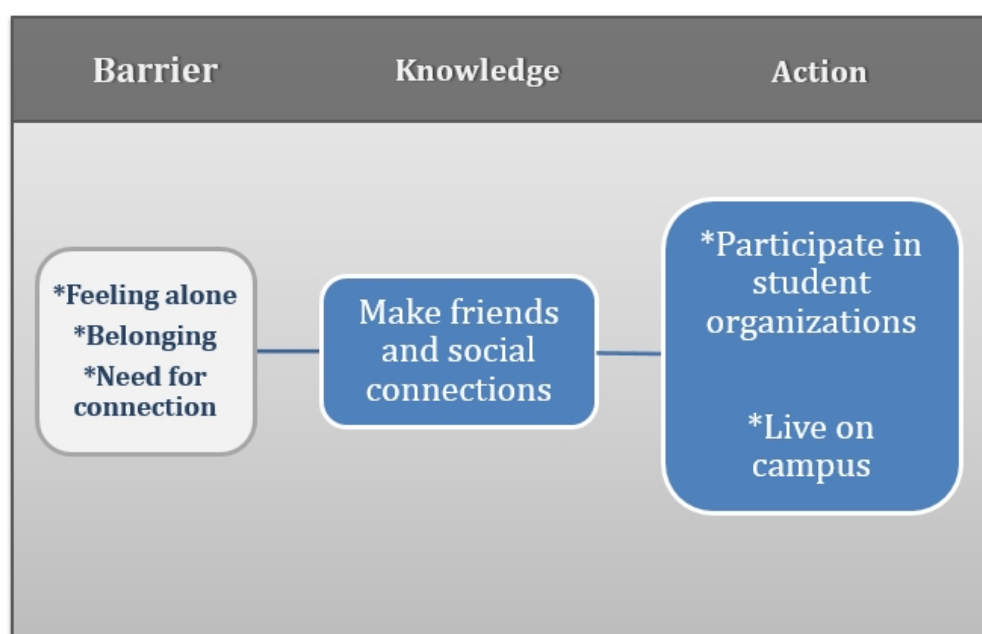 Barrier
Knowledge
Action
*Feeling alone
*Belonging
*Need for
connection
Make friends
and social
connections
*Participate in
student
organizations
*Live on
campus